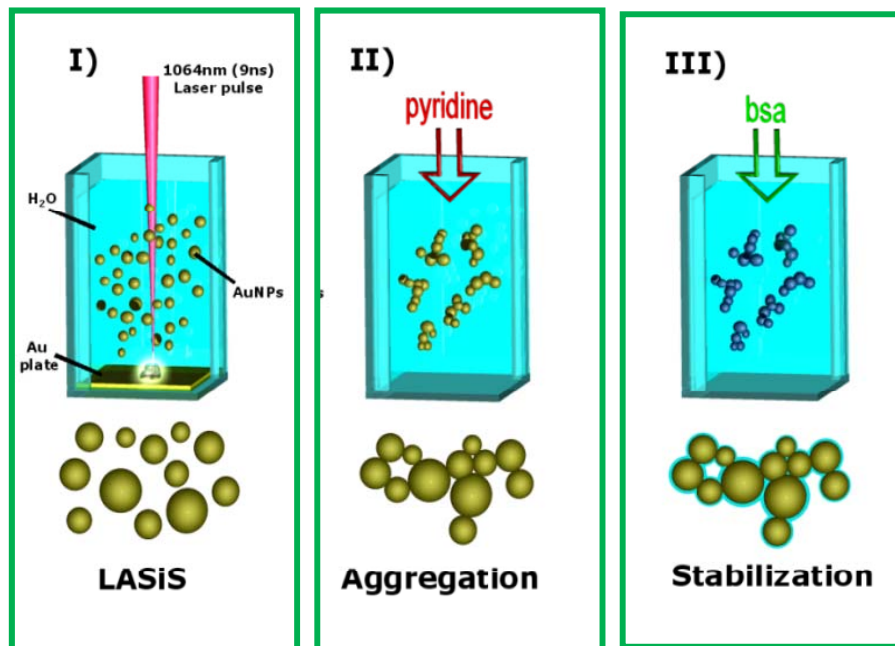 I)
1064nm (9ns)
Laser pulse
H₂O
AuNPs
Au
plate
LASiS
II)
pyridine
s
Aggregation
III)
bsa
Stabilization